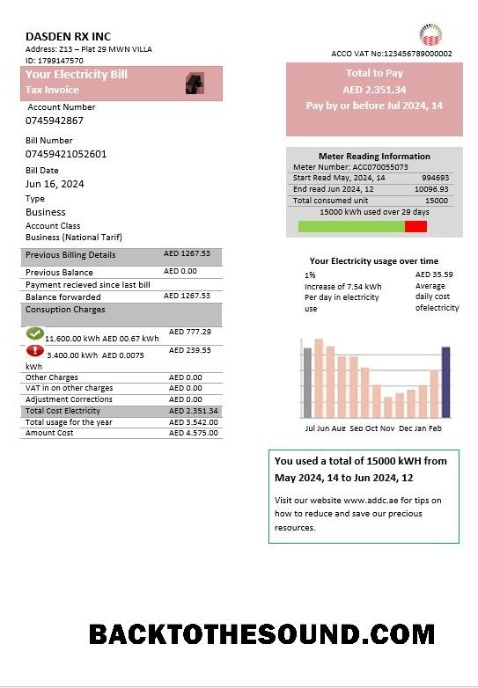 DASDEN RX INC
Address: Z13 – Plat 29 MWN VILLA
ID: 1799147570
ACCO VAT No:123456789000002
Your Electricity Bill
Tax Invoice
Total to Pay
AED 2.351.34
Pay by or before Jul 2024, 14
Account Number
0745942867
Bill Number
07459421052601
Bill Date
Jun 16, 2024
Type
Business
Account Class
Business (National Tarif)
Meter Reading Information
Meter Number: ACC070055073
Start Read May, 2024, 14 994693
End read Jun 2024, 12 10096.93
Total consumed unit 15000
15000 kWh used over 29 days
Previous Billing Details AED 1267.53
Previous Balance AED 0.00
Payment recieved since last bill
Balance forwarded AED 1267.53
Consuption Charges
11.600.00 kWh AED 00.67 kWh AED 777.29
3.400.00 kWh AED 0.0075 kWh AED 239.55
Other Charges AED 0.00
VAT in on other charges AED 0.00
Adjustment Corrections AED 0.00
Total Cost Electricity AED 2.351.34
Total usage for the year AED 3.542.00
Amount Cost AED 4.575.00
Your Electricity usage over time
1%
Increase of 7.54 kWh
Per day in electricity
use
AED 35.59
Average
daily cost
ofelectricity
Jul Jun Aug Sep Oct Nov Dec Jan Feb
You used a total of 15000 kWH from
May 2024, 14 to Jun 2024, 12
Visit our website www.addc.ae for tips on
how to reduce and save our precious
resources.
BACKTOTHESOUND.COM